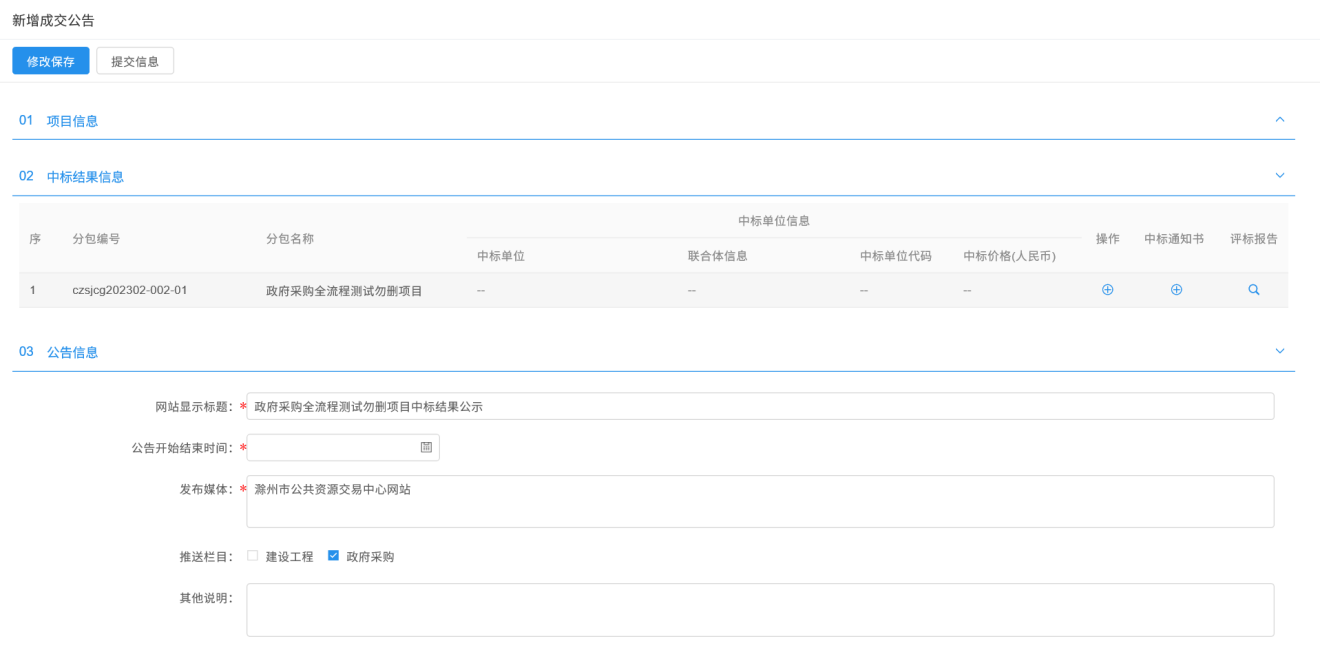 新增成交公告
修改保存 提交信息
01 项目信息
02 中标结果信息
中标单位信息
序 分包编号 分包名称 操作 中标通知书 评标报告
中标单位 联合体信息 中标单位代码 中标价格(人民币)
1 czsjcg202302-002-01 政府采购全流程测试勿删项目 -- -- -- --
03 公告信息
网站显示标题：* 政府采购全流程测试勿删项目中标结果公示
公告开始结束时间：*
发布媒体：* 滁州市公共资源交易中心网站
推送栏目： 建设工程 政府采购
其他说明：